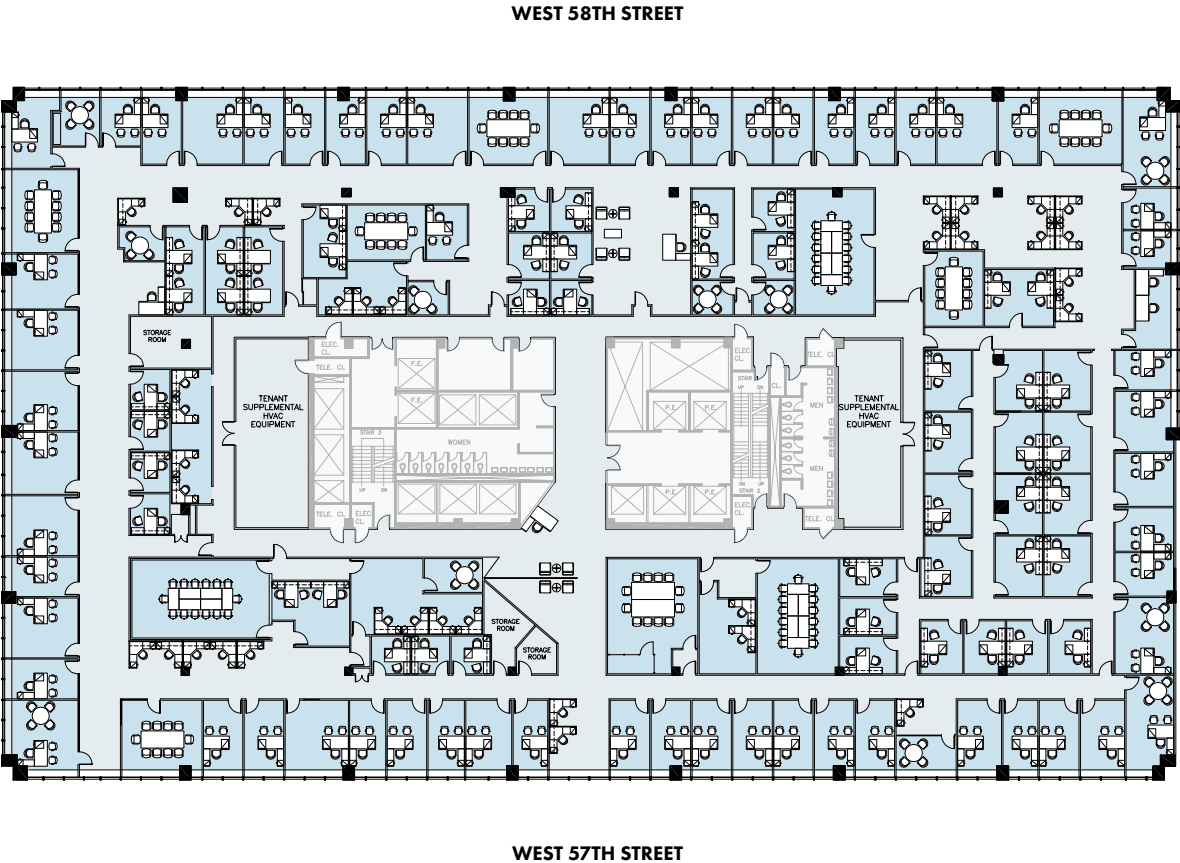 WEST 58TH STREET
STORAGE
ROOM
ELEC.
CL.
TELE. CL
F.E.
F.E.
TENANT
SUPPLEMENTAL
HVAC
EQUIPMENT
STAIR 3
UP DN
WOMEN
TELE. CL
ELEC.
CL.
ELEC.
CL.
TELE. CL
STAIR 1
UP DN
CL.
P.E.
P.E.
MEN
MEN
TENANT
SUPPLEMENTAL
HVAC
EQUIPMENT
DN UP
STAIR 2
P.E.
P.E.
ELEC.
CL.
TELE. CL
STORAGE
ROOM
STORAGE
ROOM
WEST 57TH STREET